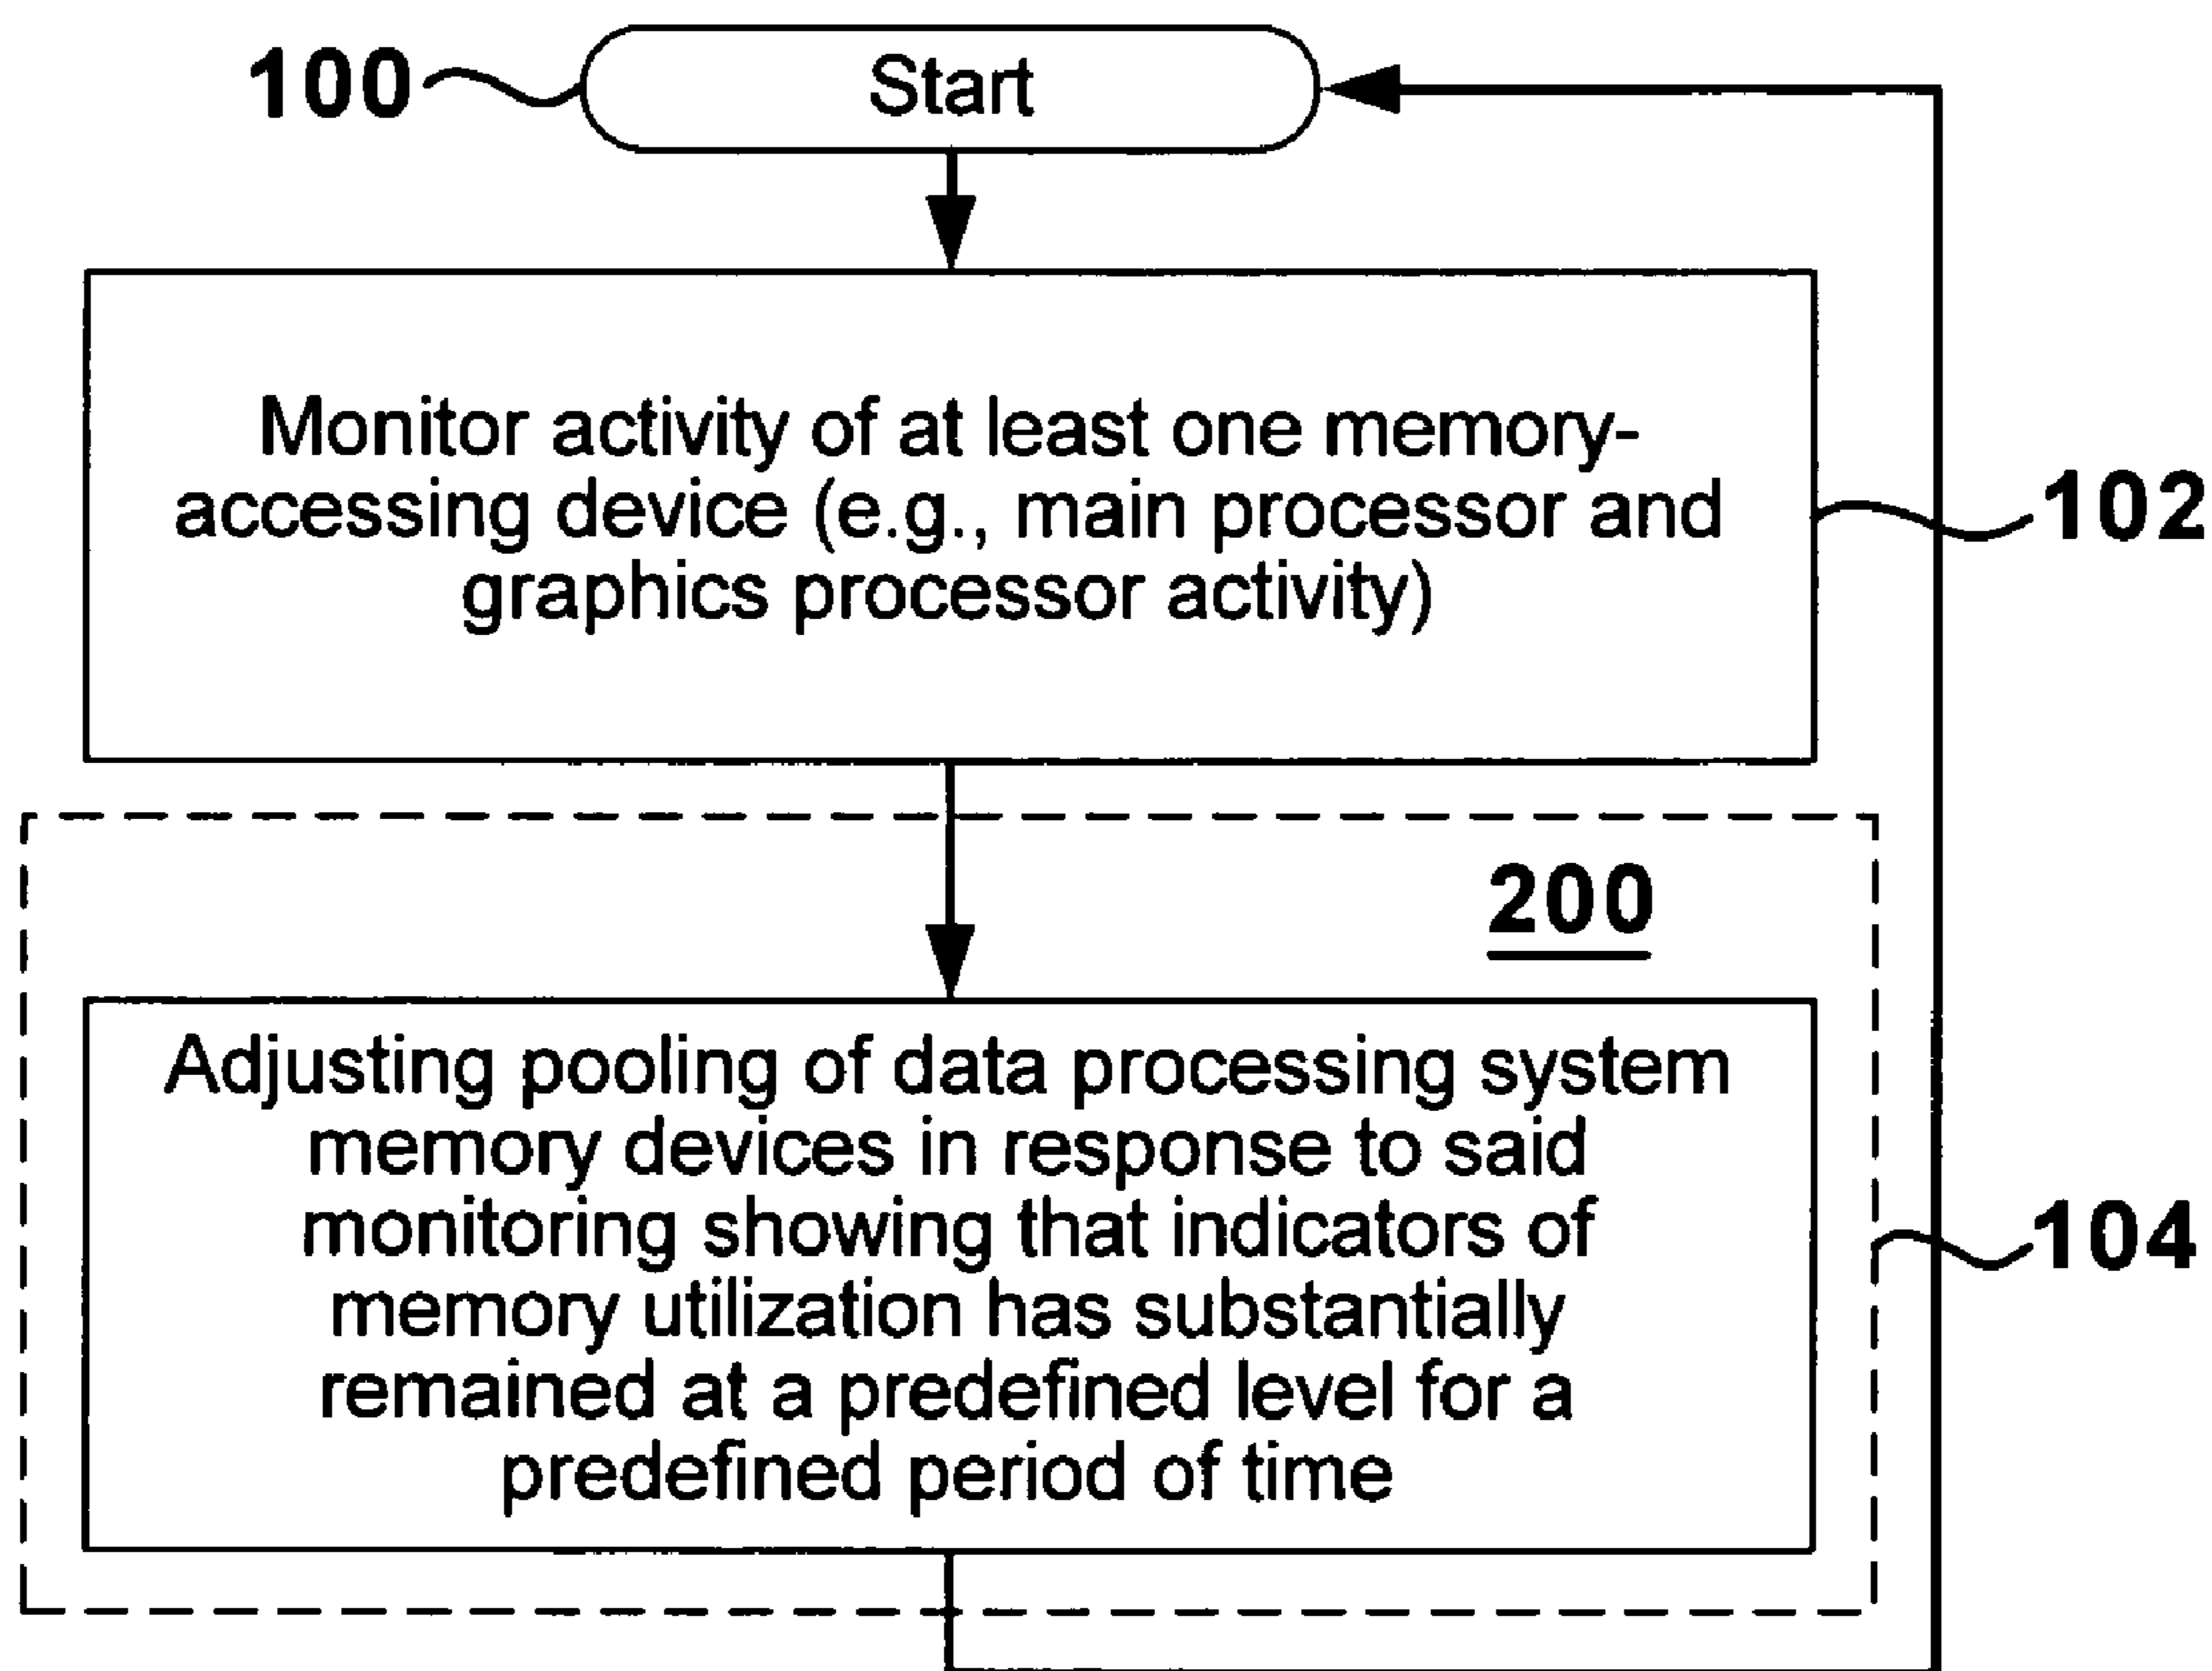 100
Start
Monitor activity of at least one memory-
accessing device (e.g., main processor and
graphics processor activity)
102
200
Adjusting pooling of data processing system
memory devices in response to said
monitoring showing that indicators of
memory utilization has substantially
remained at a predefined level for a
predefined period of time
104